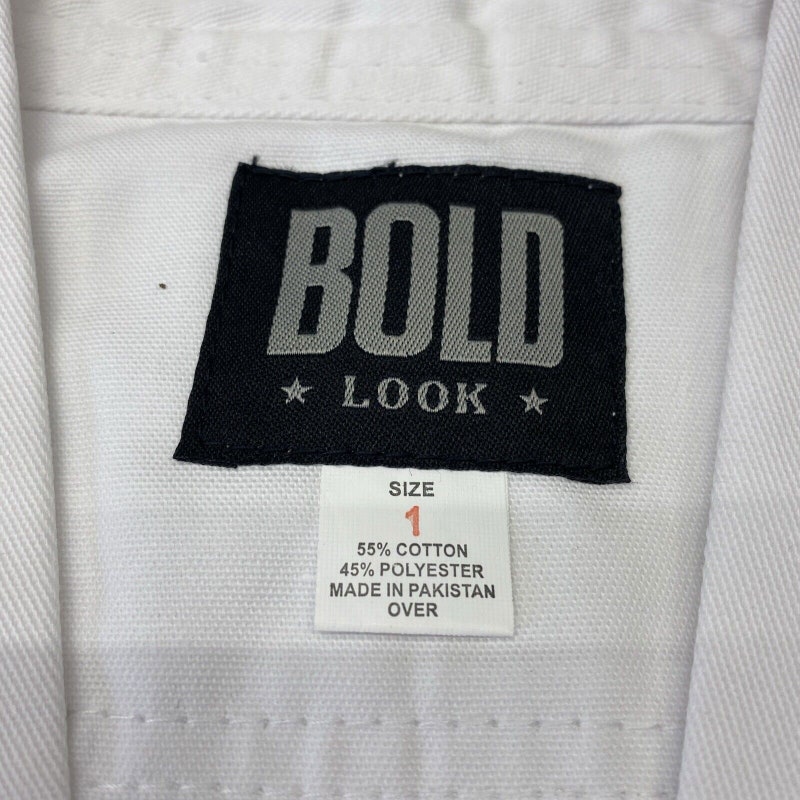 BOLD
★ LOOK ★
SIZE
1
55% COTTON
45% POLYESTER
MADE IN PAKISTAN
OVER